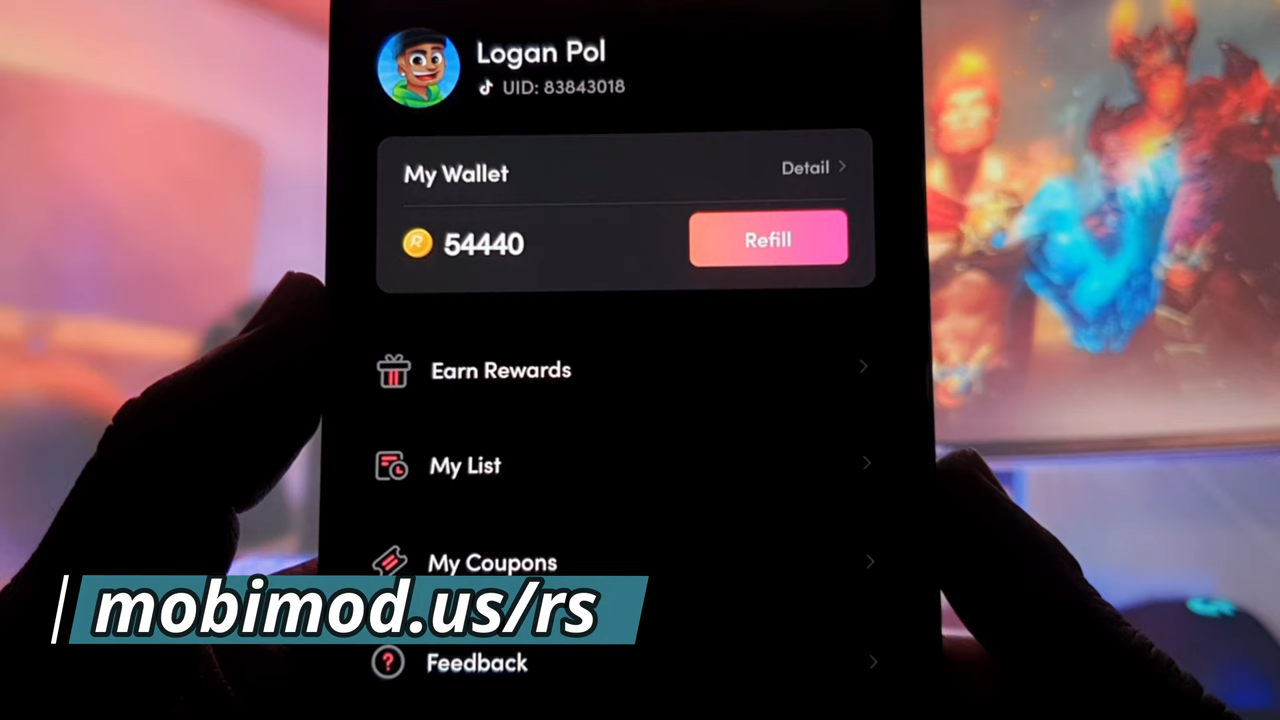 Logan Pol
UID: 83843018
My Wallet
Detail
54440
Refill
Earn Rewards
My List
My Coupons
mobimod.us/rs
Feedback